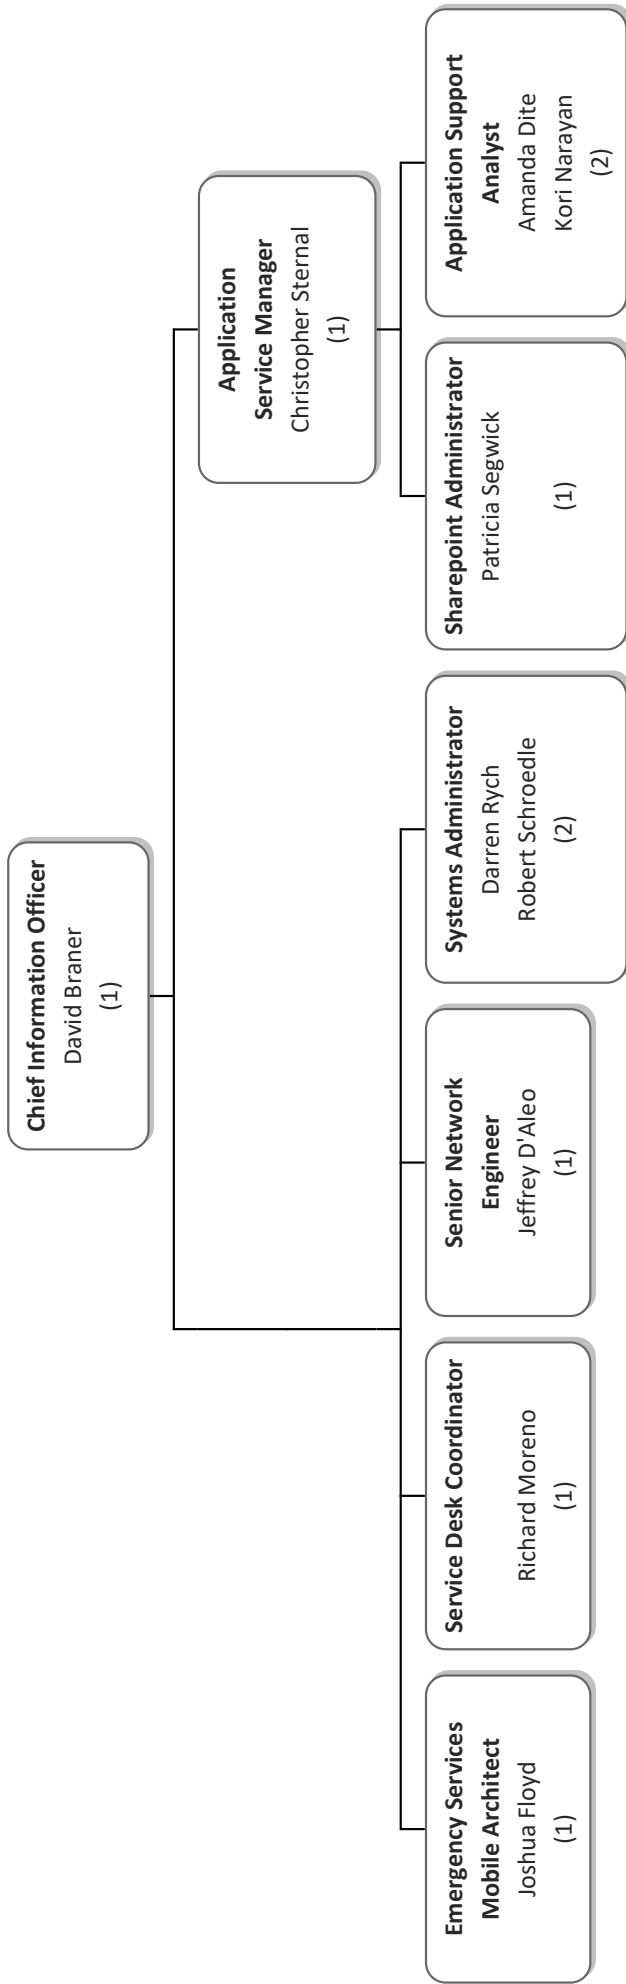 Chief Information Officer
David Braner
(1)
Application
Service Manager
Christopher Sternal
(1)
Emergency Services
Mobile Architect
Joshua Floyd
(1)
Service Desk Coordinator
Richard Moreno
(1)
Senior Network
Engineer
Jeffrey D'Aleo
(1)
Systems Administrator
Darren Rych
Robert Schroedle
(2)
Sharepoint Administrator
Patricia Segwick
(1)
Application Support
Analyst
Amanda Dite
Kori Narayan
(2)